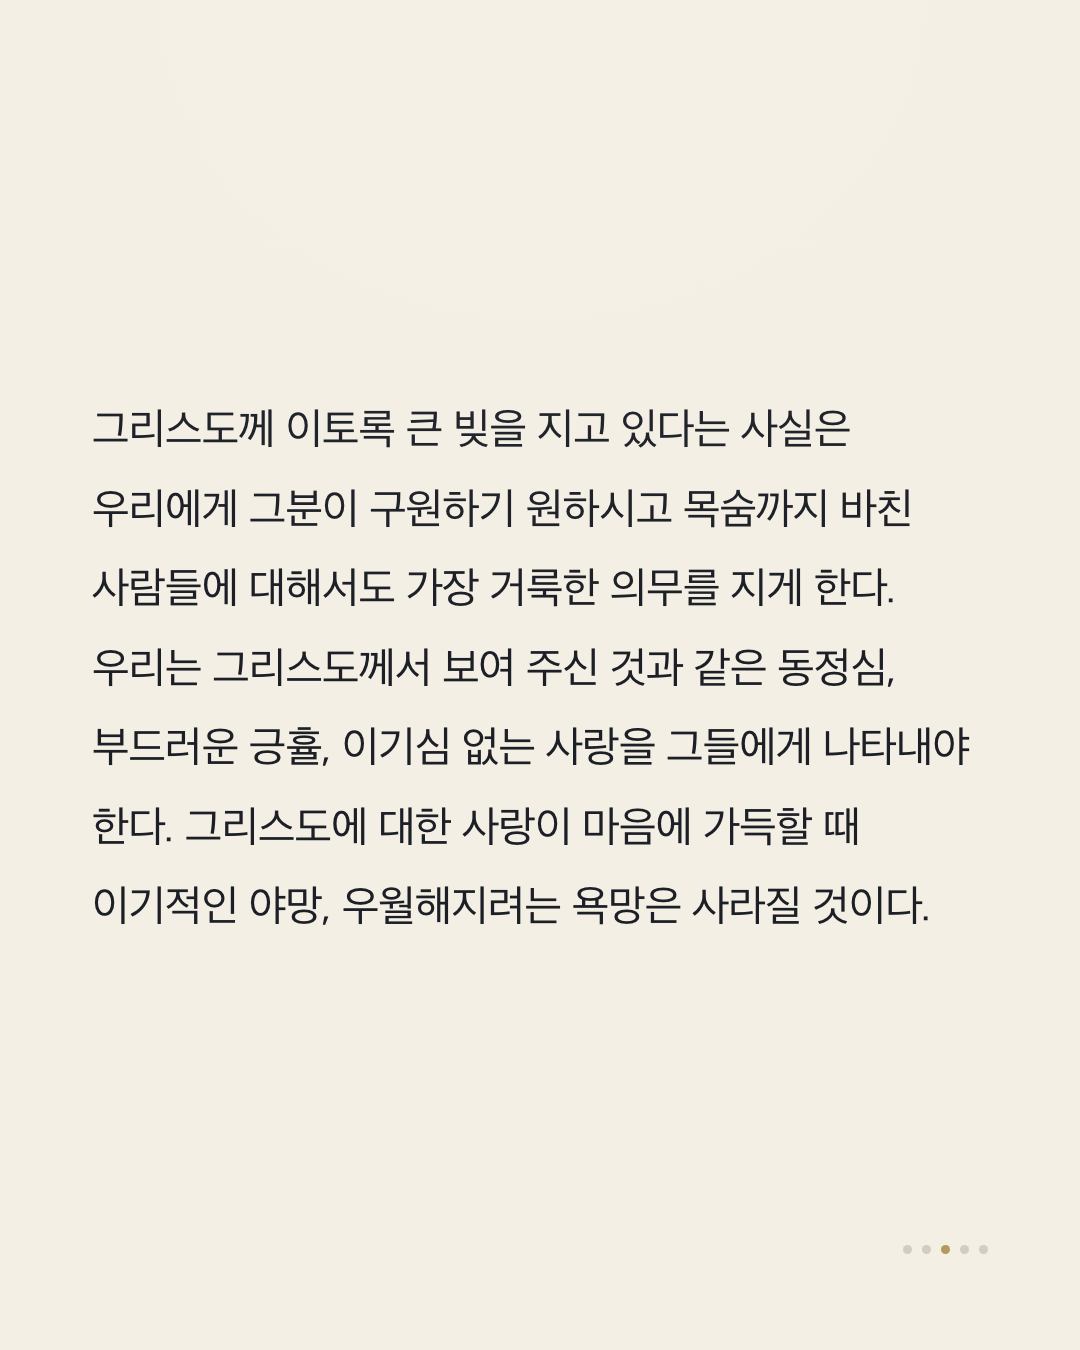 그리스도께 이토록 큰 빚을 지고 있다는 사실은
우리에게 그분이 구원하기 원하시고 목숨까지 바친
사람들에 대해서도 가장 거룩한 의무를 지게 한다.
우리는 그리스도께서 보여 주신 것과 같은 동정심,
부드러운 긍휼, 이기심 없는 사랑을 그들에게 나타내야
한다. 그리스도에 대한 사랑이 마음에 가득할 때
이기적인 야망, 우월해지려는 욕망은 사라질 것이다.